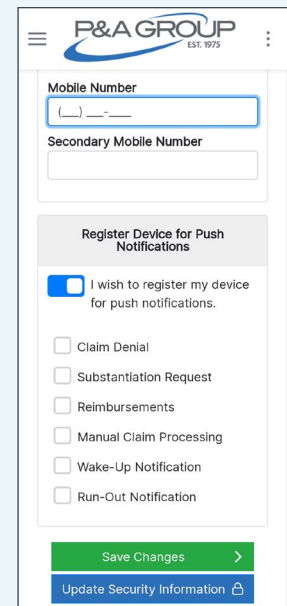 P&A GROUP
EST. 1975
Mobile Number
(__) __-___
Secondary Mobile Number
Register Device for Push
Notifications
I wish to register my device
for push notifications.
Claim Denial
Substantiation Request
Reimbursements
Manual Claim Processing
Wake-Up Notification
Run-Out Notification
Save Changes
Update Security Information